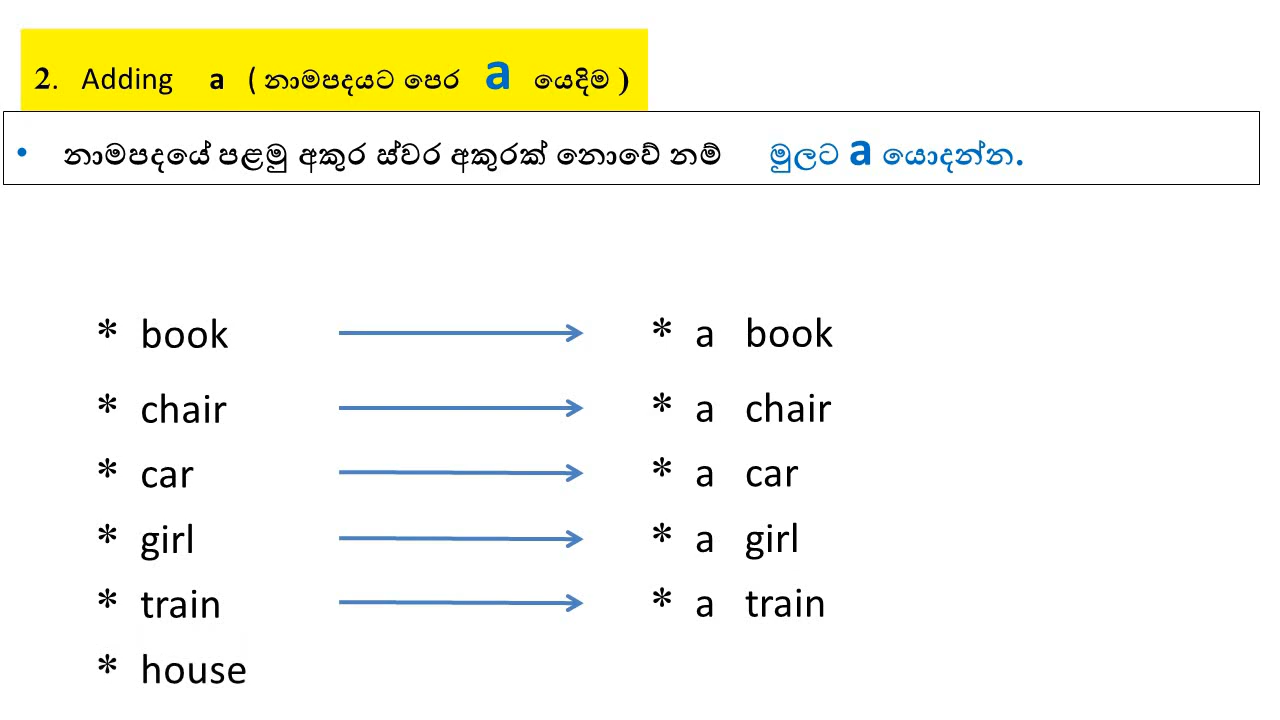 2. Adding a ( නාමපදයට පෙර a යෙදිම )
• නාමපදයේ පළමු අකුර ස්වර අකුරක් නොවේ නම් මුලට a යොදන්න.
* book * a book
* chair * a chair
* car * a car
* girl * a girl
* train * a train
* house